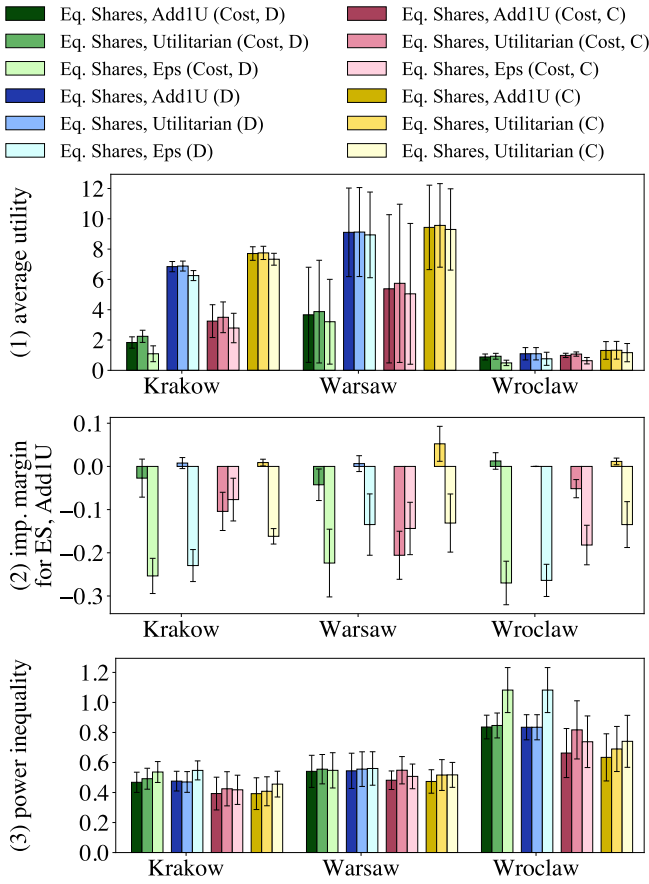 Eq. Shares, Add1U (Cost, D)
Eq. Shares, Utilitarian (Cost, D)
Eq. Shares, Eps (Cost, D)
Eq. Shares, Add1U (D)
Eq. Shares, Utilitarian (D)
Eq. Shares, Eps (D)
Eq. Shares, Add1U (Cost, C)
Eq. Shares, Utilitarian (Cost, C)
Eq. Shares, Eps (Cost, C)
Eq. Shares, Add1U (C)
Eq. Shares, Utilitarian (C)
Eq. Shares, Utilitarian (C)
(1) average utility
12
10
8
6
4
2
0
Krakow Warsaw Wroclaw
(2) imp. margin
for ES, Add1U
0.1
0.0
−0.1
−0.2
−0.3
Krakow Warsaw Wroclaw
(3) power inequality
1.2
1.0
0.8
0.6
0.4
0.2
0.0
Krakow Warsaw Wroclaw